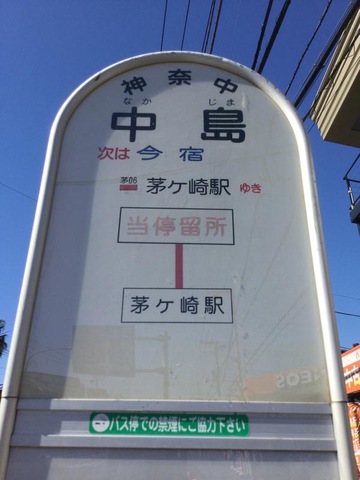 神奈中
なか じま
中島
次は 今宿
茅06 茅ケ崎駅 ゆき
当停留所
茅ケ崎駅
バス停での禁煙にご協力下さい